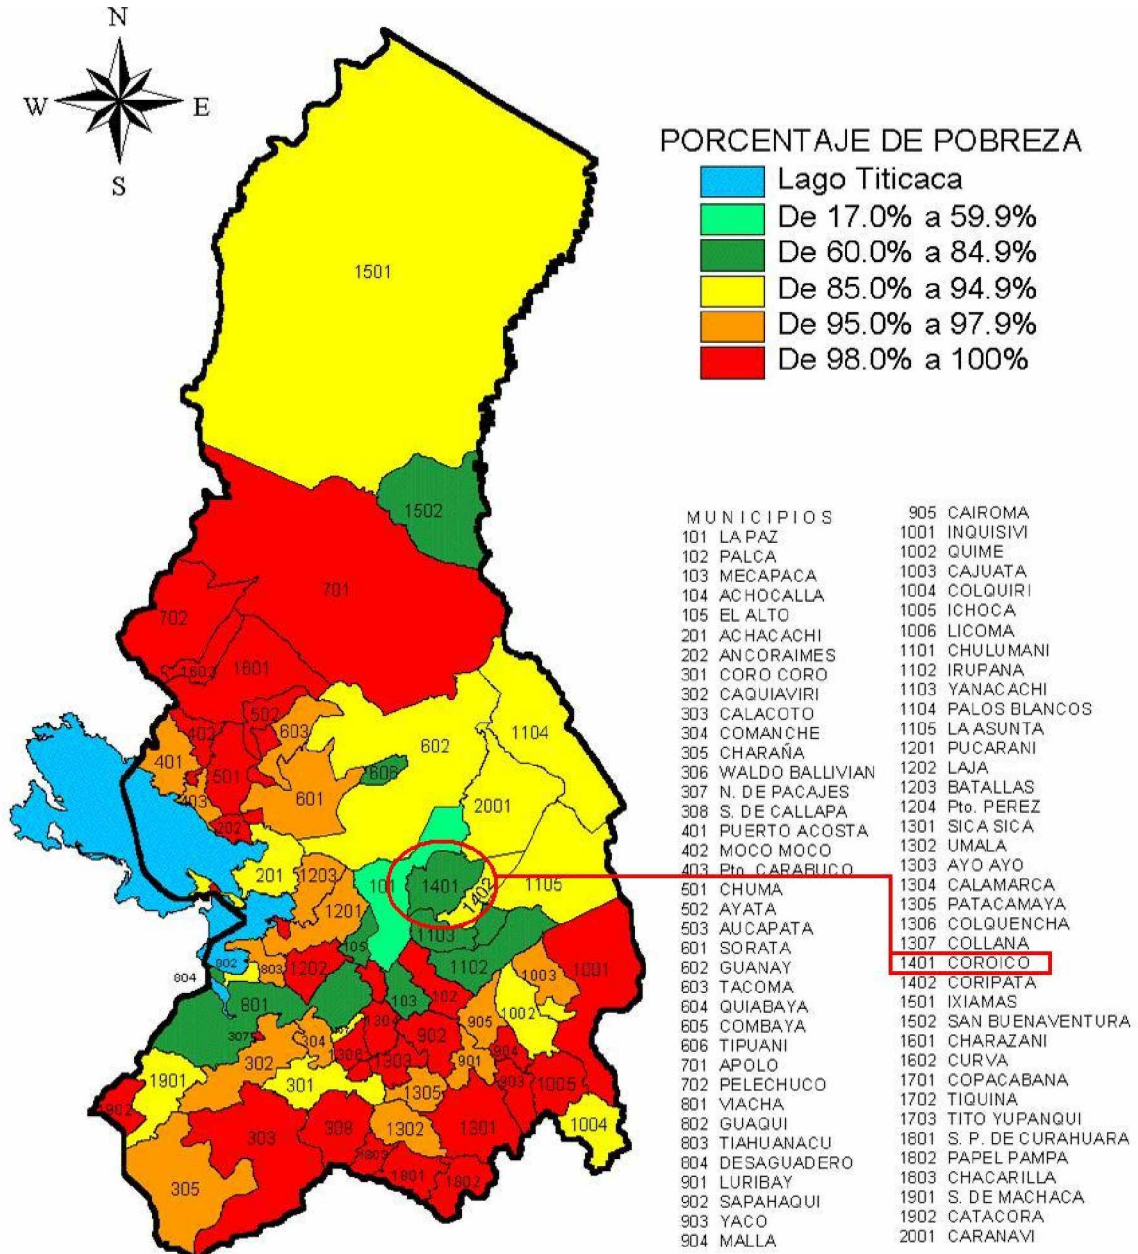 N
W E
S
PORCENTAJE DE POBREZA
Lago Titicaca
De 17.0% a 59.9%
De 60.0% a 84.9%
De 85.0% a 94.9%
De 95.0% a 97.9%
De 98.0% a 100%
1501
1502
701
702
1601
502
603
402
401
501
403
601
202
602
606
1104
2001
201
1203
101
1401
1402
1105
1201
105
1103
802
804
803
1202
1102
1003
1001
801
103
102
1002
304
1304
902
905
302
1303
901
904
1901
301
1305
903
1005
1902
303
308
1302
1301
1004
305
1801
1802
MUNICIPIOS
101 LA PAZ
102 PALCA
103 MECAPACA
104 ACHOCALLA
105 EL ALTO
201 ACHACACHI
202 ANCORAIMES
301 CORO CORO
302 CAQUIAVIRI
303 CALACOTO
304 COMANCHE
305 CHARAÑA
306 WALDO BALLIVIAN
307 N. DE PACAJES
308 S. DE CALLAPA
401 PUERTO ACOSTA
402 MOCO MOCO
403 Pto. CARABUCO
501 CHUMA
502 AYATA
503 AUCAPATA
601 SORATA
602 GUANAY
603 TACOMA
604 QUIABAYA
605 COMBAYA
606 TIPUANI
701 APOLO
702 PELECHUCO
801 VIACHA
802 GUAQUI
803 TIAHUANACU
804 DESAGUADERO
901 LURIBAY
902 SAPAHAQUI
903 YACO
904 MALLA
905 CAIROMA
1001 INQUISIVI
1002 QUIME
1003 CAJUATA
1004 COLQUIRI
1005 ICHOCA
1006 LICOMA
1101 CHULUMANI
1102 IRUPANA
1103 YANACACHI
1104 PALOS BLANCOS
1105 LA ASUNTA
1201 PUCARANI
1202 LAJA
1203 BATALLAS
1204 Pto. PEREZ
1301 SICA SICA
1302 UMALA
1303 AYO AYO
1304 CALAMARCA
1305 PATACAMAYA
1306 COLQUENCHA
1307 COLLANA
1401 COROICO
1402 CORIPATA
1501 IXIAMAS
1502 SAN BUENAVENTURA
1601 CHARAZANI
1602 CURVA
1701 COPACABANA
1702 TIQUINA
1703 TITO YUPANQUI
1801 S. P. DE CURAHUARA
1802 PAPEL PAMPA
1803 CHACARILLA
1901 S. DE MACHACA
1902 CATACORA
2001 CARANAVI